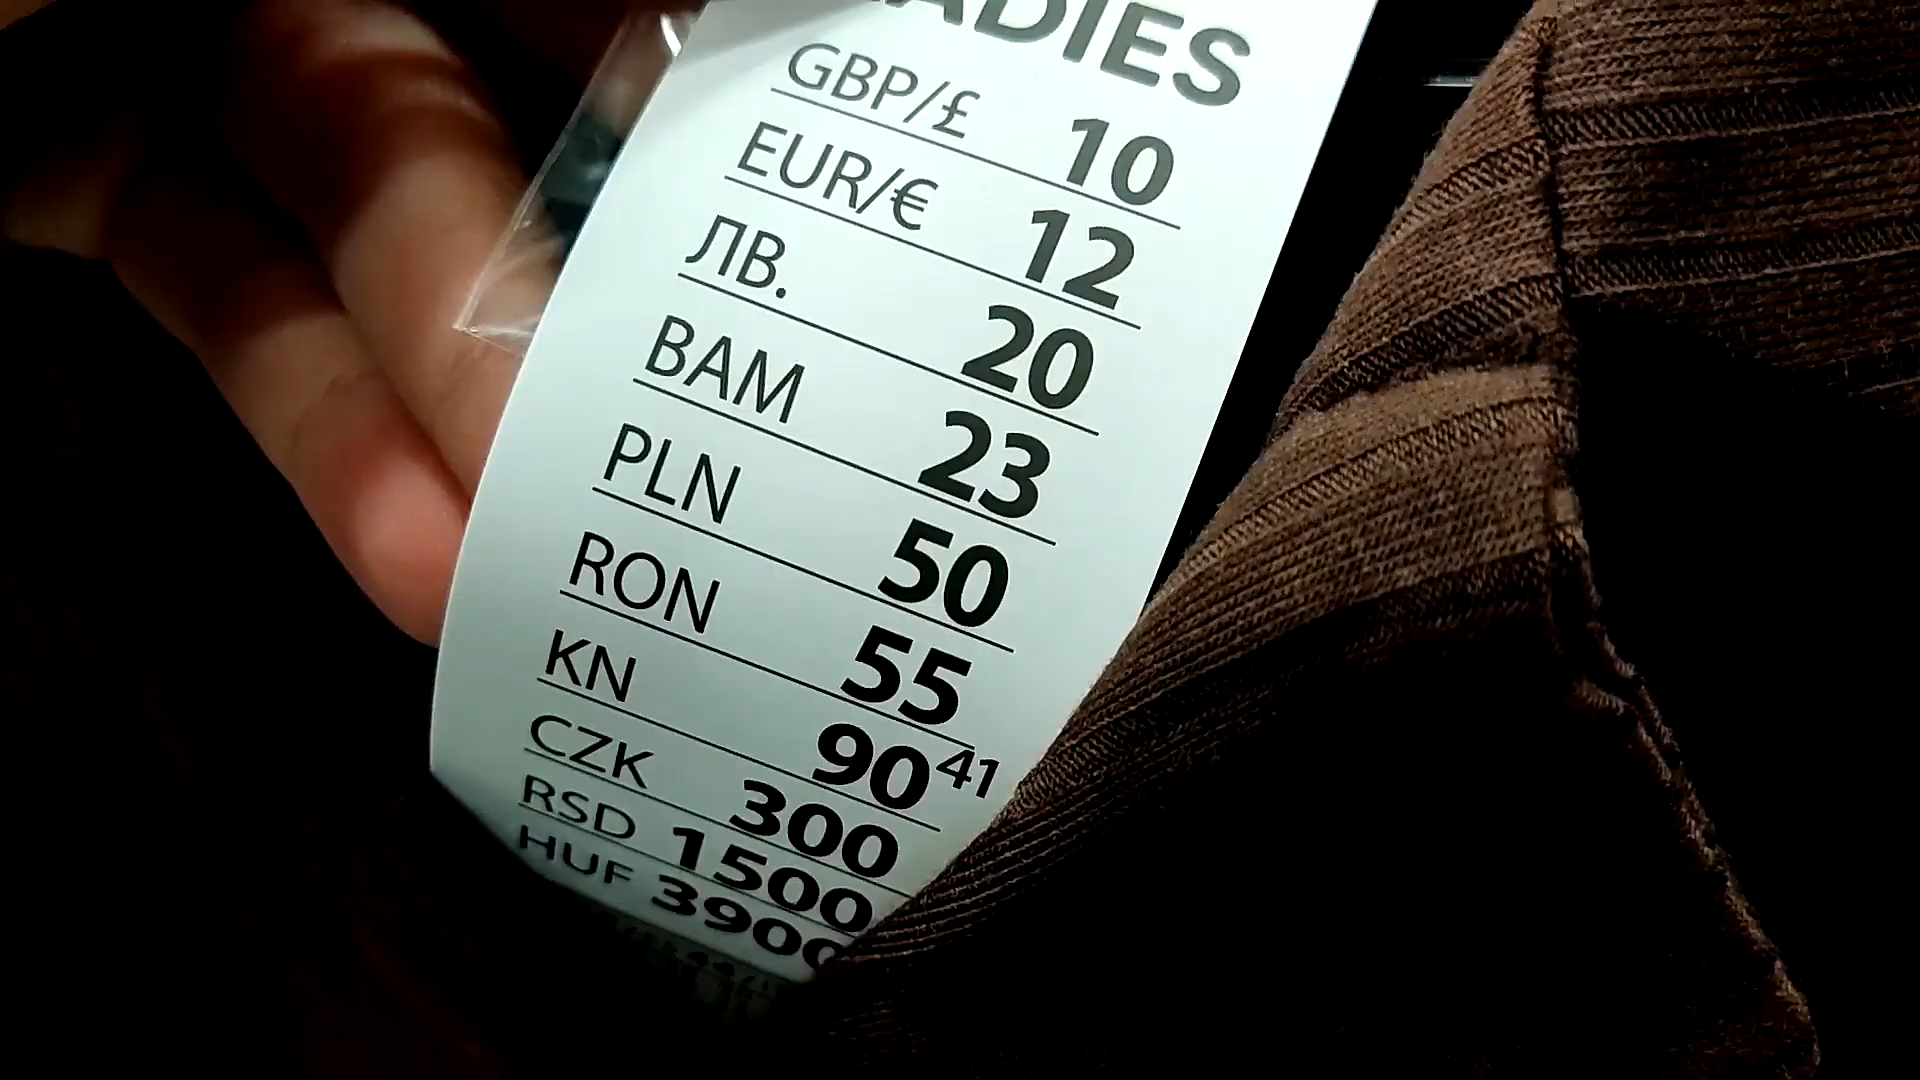 LADIES
GBP/£ 10
EUR/€ 12
ЛВ. 20
BAM 23
PLN 50
RON 55
KN 90 41
CZK 300
RSD 1500
HUF 3900